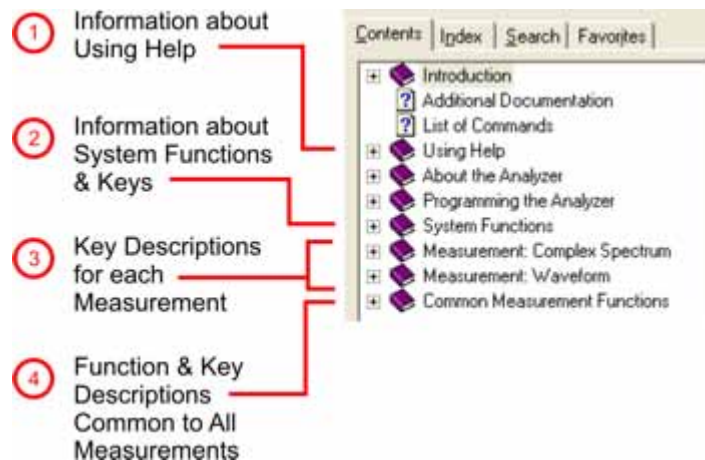 1
Information about
Using Help
2
Information about
System Functions
& Keys
3
Key Descriptions
for each
Measurement
4
Function & Key
Descriptions
Common to All
Measurements
Contents Index Search Favorites
Introduction
Additional Documentation
List of Commands
Using Help
About the Analyzer
Programming the Analyzer
System Functions
Measurement: Complex Spectrum
Measurement: Waveform
Common Measurement Functions